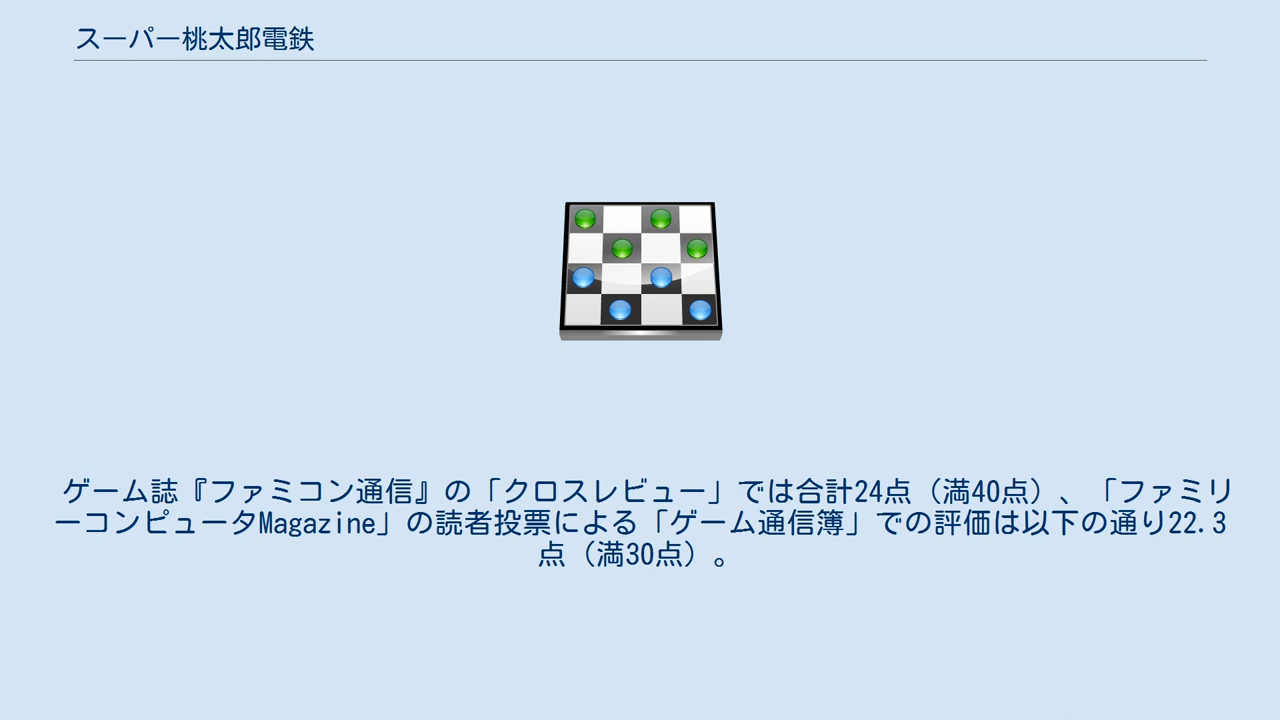 スーパー桃太郎電鉄
ゲーム誌『ファミコン通信』の「クロスレビュー」では合計24点（満40点）、「ファミリ
ーコンピュータMagazine」の読者投票による「ゲーム通信簿」での評価は以下の通り22.3
点（満30点）。